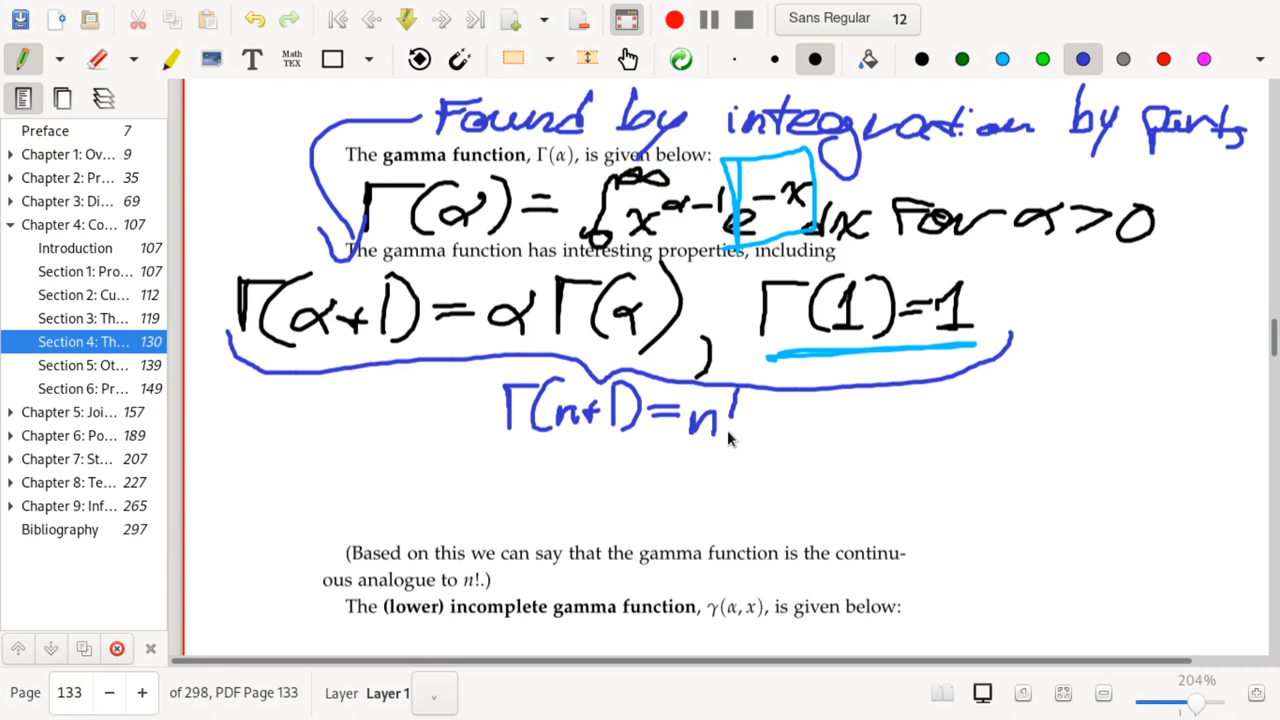 Sans Regular 12
T Math TEX
Preface 7
Chapter 1: Ov... 9
Chapter 2: Pr... 35
Chapter 3: Di... 69
Chapter 4: Co... 107
Introduction 107
Section 1: Pro... 107
Section 2: Cu... 112
Section 3: Th... 119
Section 4: Th... 130
Section 5: Ot... 139
Section 6: Pr... 149
Chapter 5: Joi... 157
Chapter 6: Po... 189
Chapter 7: St... 207
Chapter 8: Te... 227
Chapter 9: Inf... 265
Bibliography 297
Found by integration by parts
The gamma function, Γ(α), is given below:
Γ(α) = ∫₀^∞ x^(α-1) e^(-x) dx for α > 0
The gamma function has interesting properties, including
Γ(α+1) = αΓ(α), Γ(1)=1
Γ(n+1)=n!
(Based on this we can say that the gamma function is the continu-
ous analogue to n!.)
The (lower) incomplete gamma function, γ(α, x), is given below:
Page 133 of 298, PDF Page 133 Layer Layer 1 204%